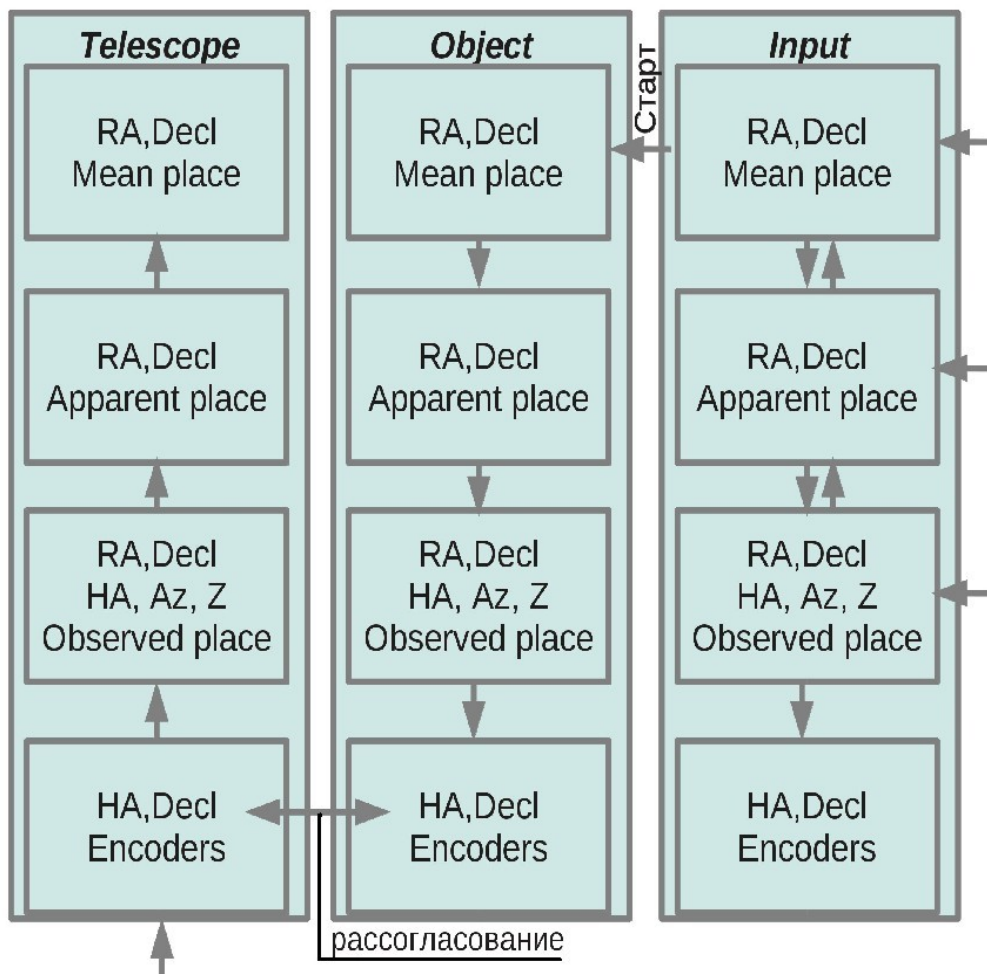 Telescope
RA,Decl
Mean place
RA,Decl
Apparent place
RA,Decl
HA, Az, Z
Observed place
HA,Decl
Encoders
Object
RA,Decl
Mean place
RA,Decl
Apparent place
RA,Decl
HA, Az, Z
Observed place
HA,Decl
Encoders
Старт
Input
RA,Decl
Mean place
RA,Decl
Apparent place
RA,Decl
HA, Az, Z
Observed place
HA,Decl
Encoders
рассогласование